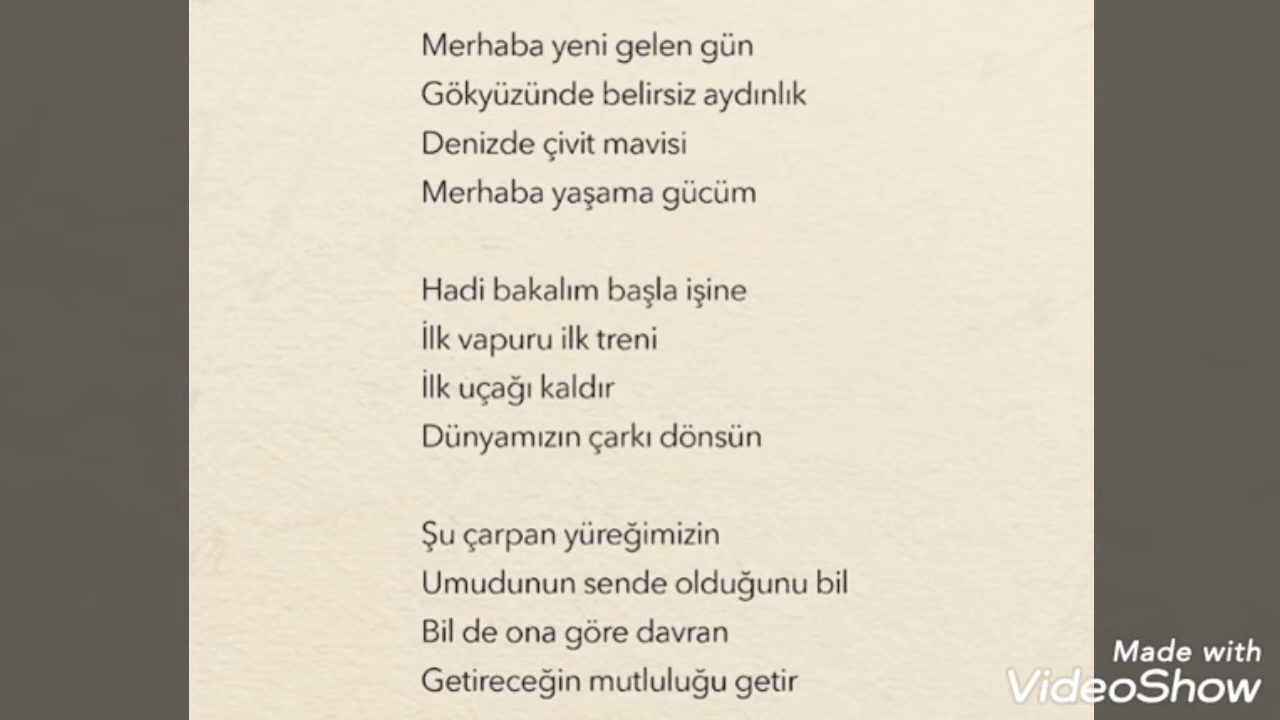 Merhaba yeni gelen gün
Gökyüzünde belirsiz aydınlık
Denizde çivit mavisi
Merhaba yaşama gücüm
Hadi bakalım başla işine
İlk vapuru ilk treni
İlk uçağı kaldır
Dünyamızın çarkı dönsün
Şu çarpan yüreğimizin
Umudunun sende olduğunu bil
Bil de ona göre davran
Getireceğin mutluluğu getir
Made with
VideoShow